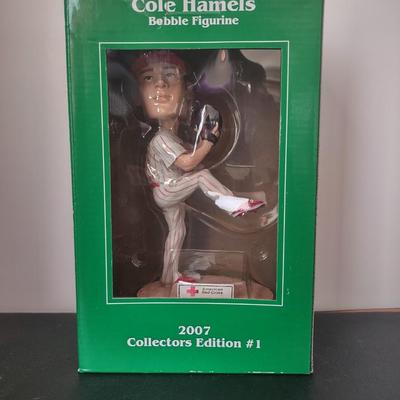 Cole Hamels
Bobble Figurine
American
Red Cross
2007
Collectors Edition #1